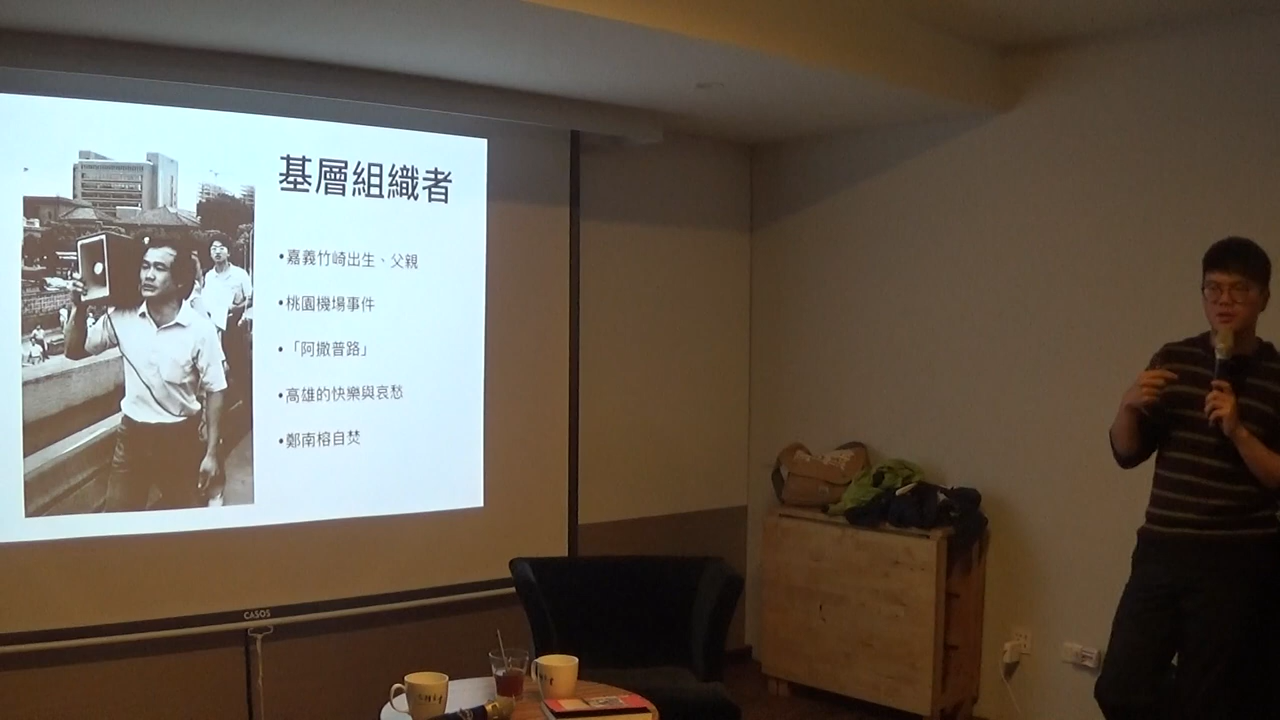 基層組織者
•嘉義竹崎出生、父親
•桃園機場事件
•「阿撒普路」
•高雄的快樂與哀愁
•鄭南榕自焚
CASOS